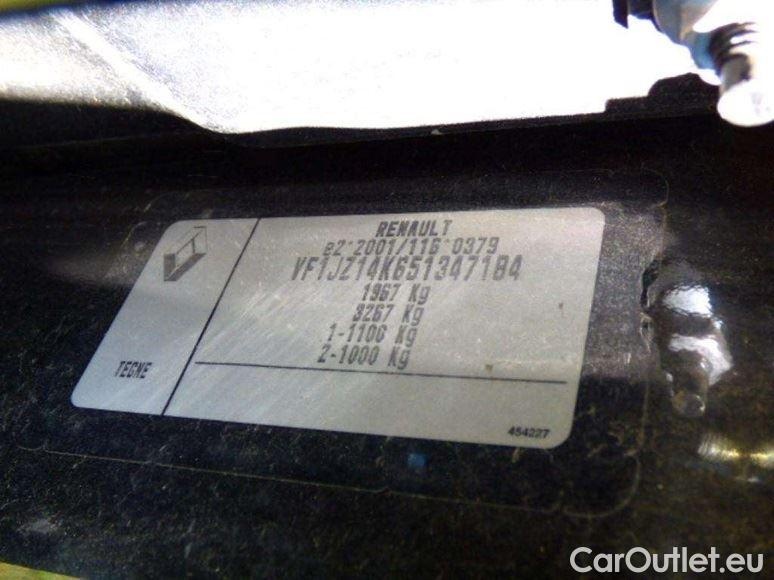 RENAULT
e2*2001/116*0379
VF1JZ14K651347184
1967 Kg
3267 Kg
1-1100 Kg
2-1000 Kg
TECNE
454227
CarOutlet.eu